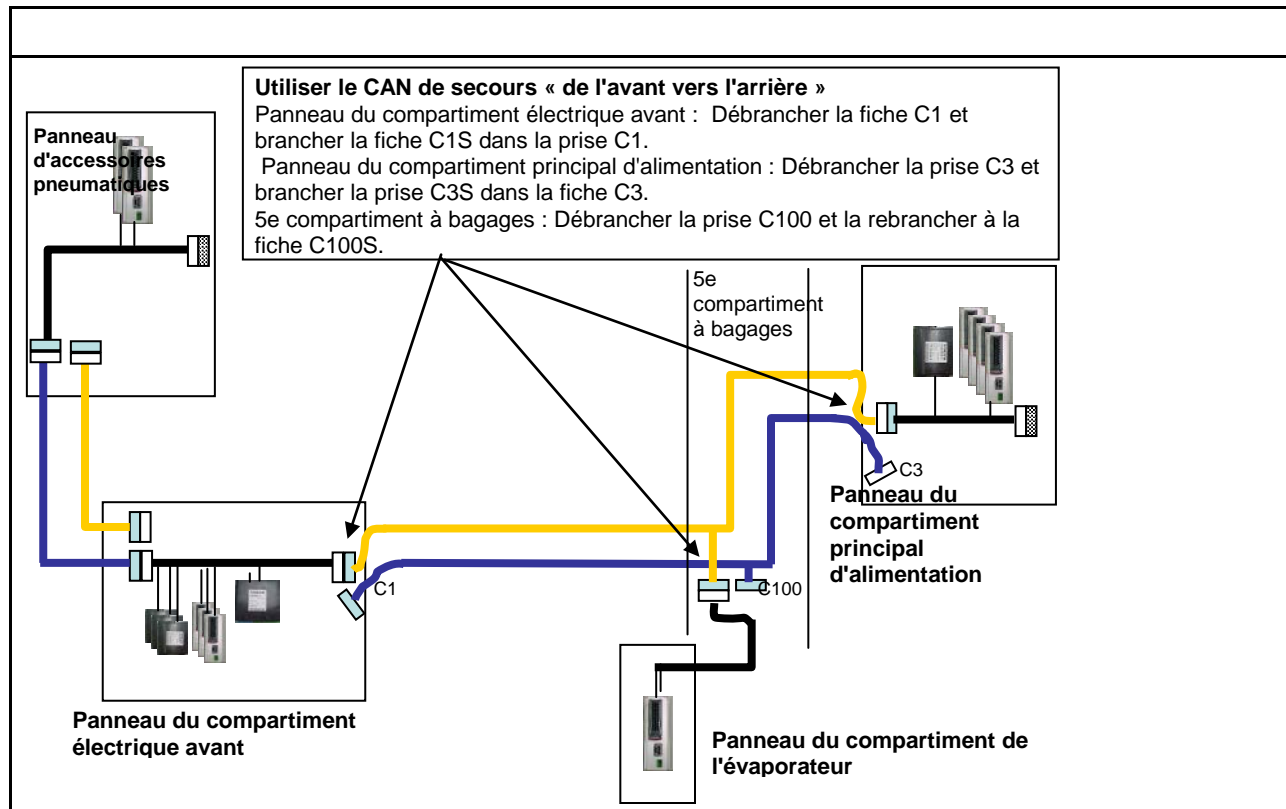 Utiliser le CAN de secours « de l'avant vers l'arrière »
Panneau du compartiment électrique avant : Débrancher la fiche C1 et
brancher la fiche C1S dans la prise C1.
Panneau du compartiment principal d'alimentation : Débrancher la prise C3 et
brancher la prise C3S dans la fiche C3.
5e compartiment à bagages : Débrancher la prise C100 et la rebrancher à la
fiche C100S.
Panneau
d'accessoires
pneumatiques
5e
compartiment
à bagages
C3
Panneau du
compartiment
principal
d'alimentation
C1
C100
Panneau du compartiment
électrique avant
Panneau du compartiment de
l'évaporateur